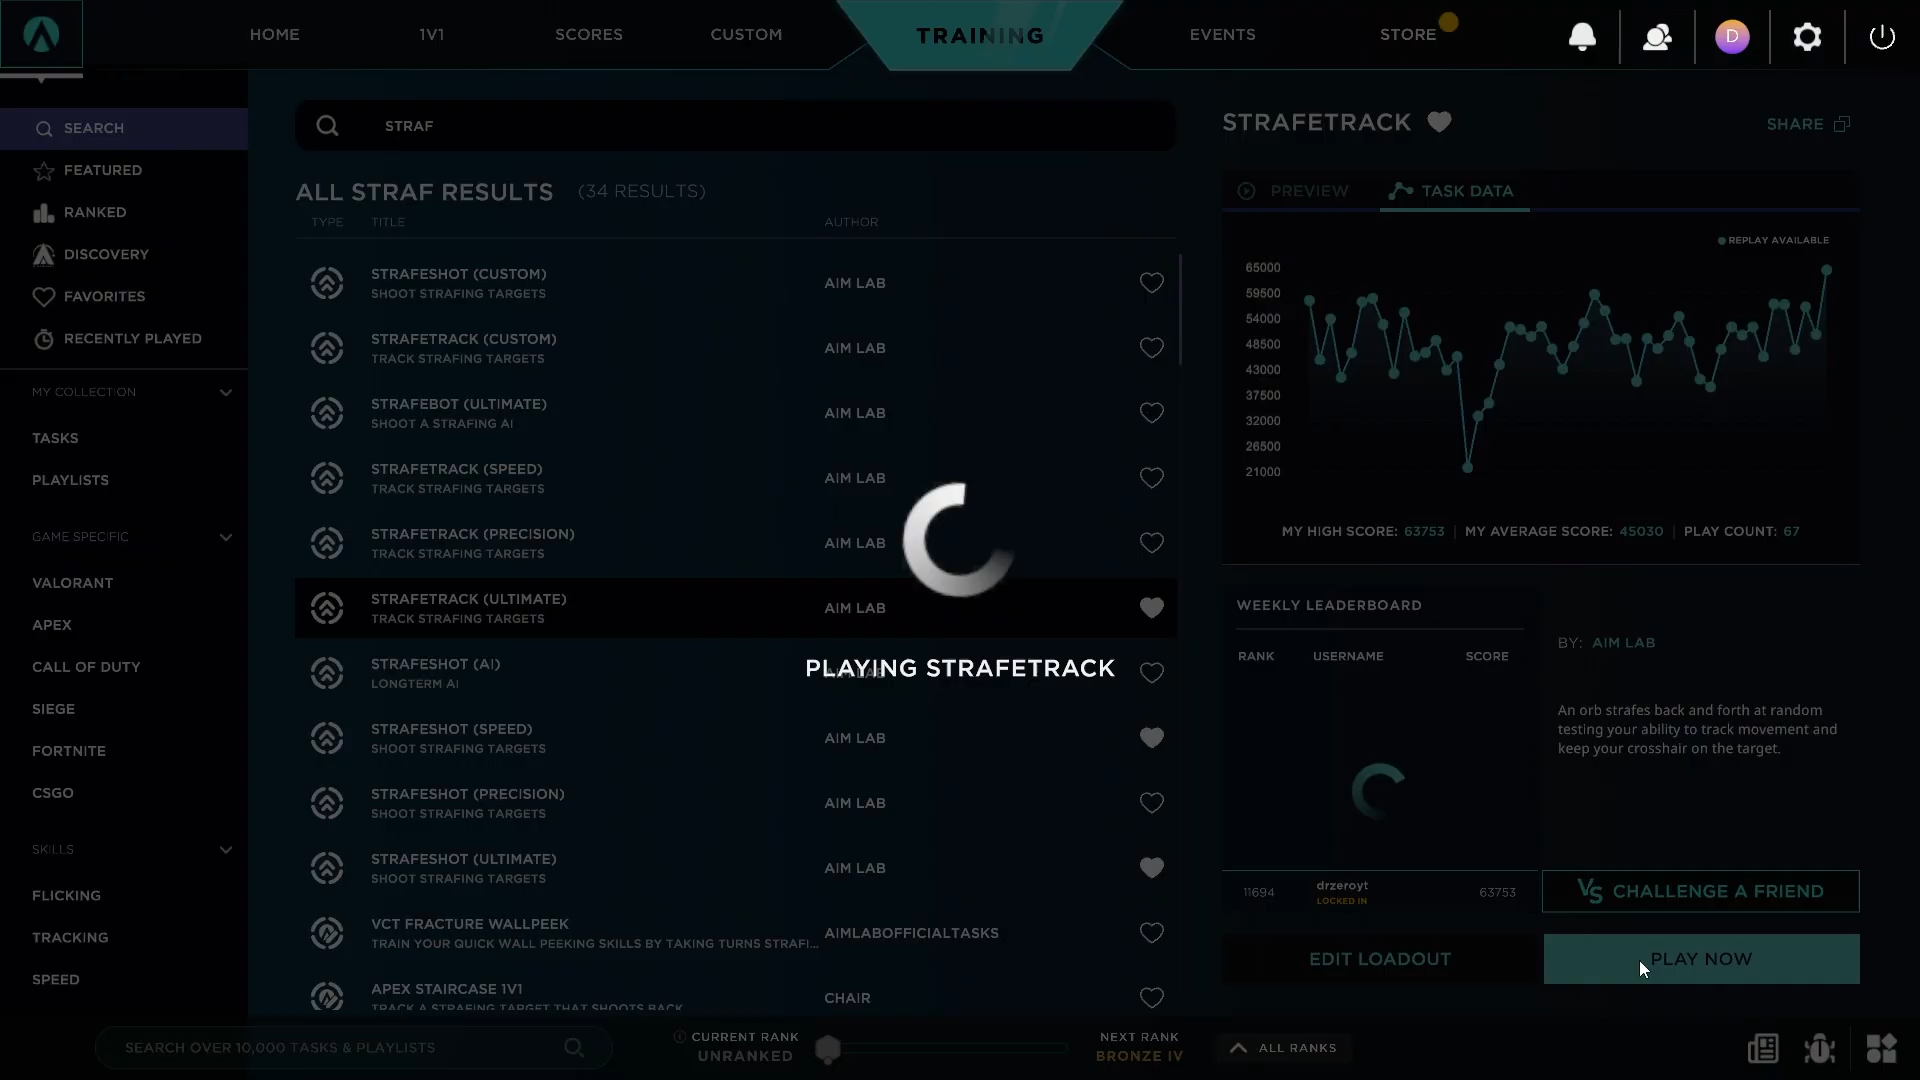 HOME
1V1
SCORES
CUSTOM
TRAINING
EVENTS
STORE
D
SEARCH
FEATURED
RANKED
DISCOVERY
FAVORITES
RECENTLY PLAYED
MY COLLECTION
TASKS
PLAYLISTS
GAME SPECIFIC
VALORANT
APEX
CALL OF DUTY
SIEGE
FORTNITE
CSGO
SKILLS
FLICKING
TRACKING
SPEED
STRAF
ALL STRAF RESULTS (34 RESULTS)
TYPE TITLE AUTHOR
STRAFESHOT (CUSTOM)
SHOOT STRAFING TARGETS
AIM LAB
STRAFETRACK (CUSTOM)
TRACK STRAFING TARGETS
AIM LAB
STRAFEBOT (ULTIMATE)
SHOOT A STRAFING AI
AIM LAB
STRAFETRACK (SPEED)
TRACK STRAFING TARGETS
AIM LAB
STRAFETRACK (PRECISION)
TRACK STRAFING TARGETS
AIM LAB
STRAFETRACK (ULTIMATE)
TRACK STRAFING TARGETS
AIM LAB
STRAFESHOT (AI)
LONGTERM AI
AIM LAB
PLAYING STRAFETRACK
STRAFESHOT (SPEED)
SHOOT STRAFING TARGETS
AIM LAB
STRAFESHOT (PRECISION)
SHOOT STRAFING TARGETS
AIM LAB
STRAFESHOT (ULTIMATE)
SHOOT STRAFING TARGETS
AIM LAB
VCT FRACTURE WALLPEEK
TRAIN YOUR QUICK WALL PEEKING SKILLS BY TAKING TURNS STRAFI...
AIMLABOFFICIALTASKS
APEX STAIRCASE 1V1
TRACK A STRAFING TARGET THAT SHOOTS BACK
CHAIR
STRAFETRACK
SHARE
PREVIEW
TASK DATA
REPLAY AVAILABLE
65000
59500
54000
48500
43000
37500
32000
26500
21000
MY HIGH SCORE: 63753 | MY AVERAGE SCORE: 45030 | PLAY COUNT: 67
WEEKLY LEADERBOARD
RANK USERNAME SCORE
11694 drzeroyt 63753
LOCKED IN
BY: AIM LAB
An orb strafes back and forth at random
testing your ability to track movement and
keep your crosshair on the target.
VS CHALLENGE A FRIEND
EDIT LOADOUT
PLAY NOW
SEARCH OVER 10,000 TASKS & PLAYLISTS
CURRENT RANK
UNRANKED
NEXT RANK
BRONZE IV
ALL RANKS